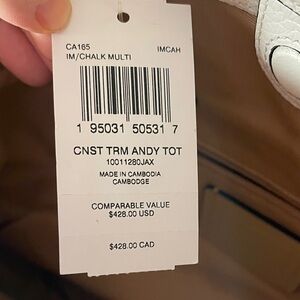 CA165 IMCAH
IM/CHALK MULTI
1 95031 50531 7
CNST TRM ANDY TOT
10011280JAX
MADE IN CAMBODIA
CAMBODGE
COMPARABLE VALUE
$428.00 USD
$428.00 CAD